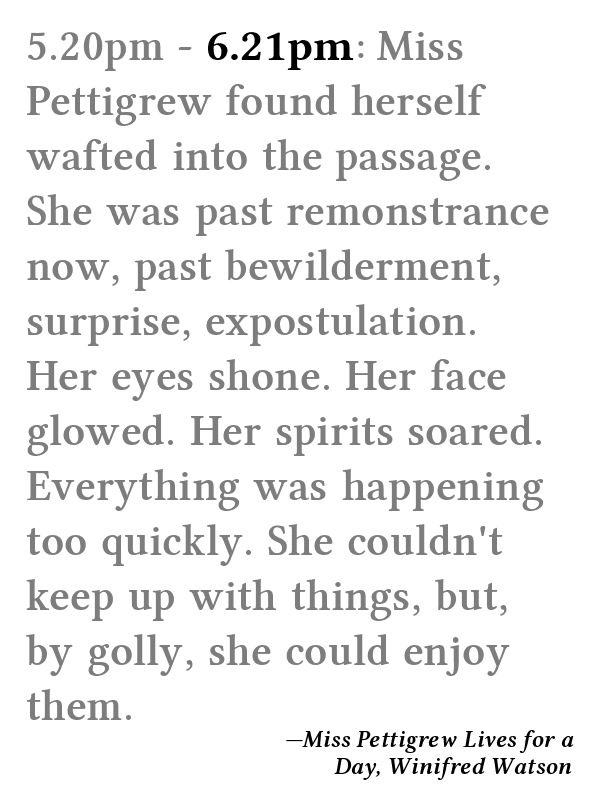 5.20pm - 6.21pm: Miss
Pettigrew found herself
wafted into the passage.
She was past remonstrance
now, past bewilderment,
surprise, expostulation.
Her eyes shone. Her face
glowed. Her spirits soared.
Everything was happening
too quickly. She couldn't
keep up with things, but,
by golly, she could enjoy
them.
—Miss Pettigrew Lives for a
Day, Winifred Watson